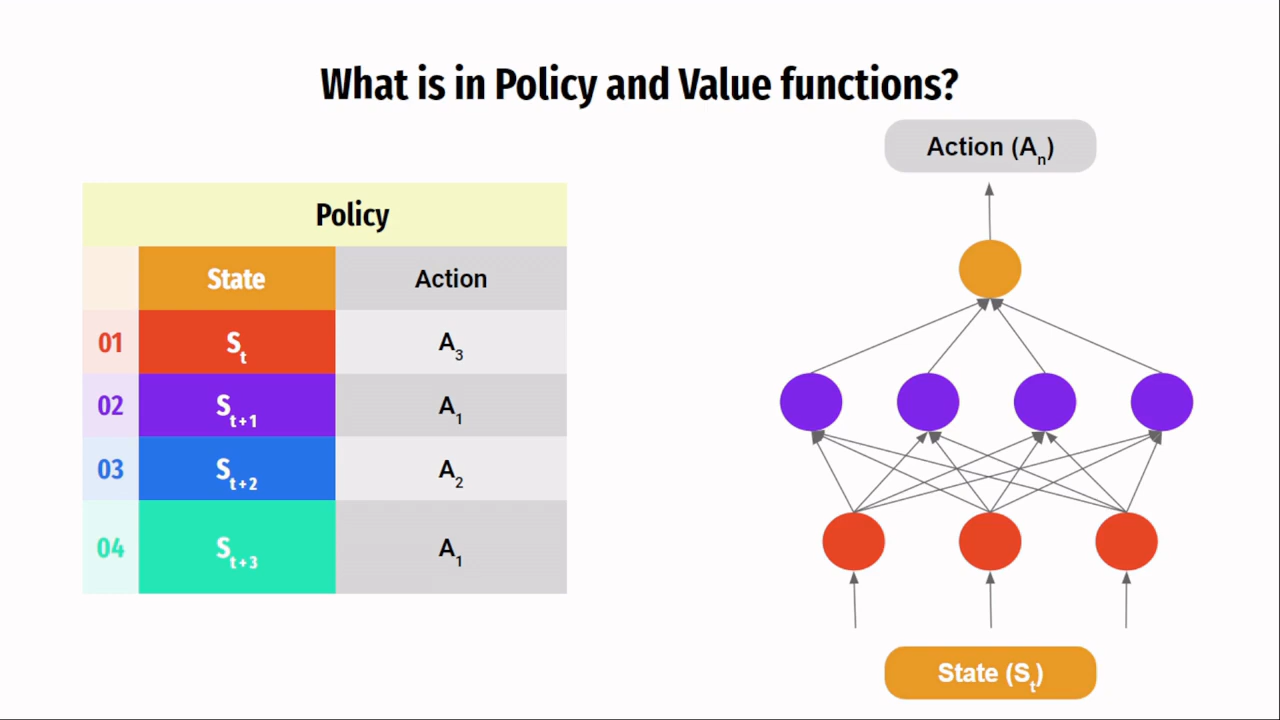 What is in Policy and Value functions?
Policy
State Action
01 Sₜ A₃
02 Sₜ₊₁ A₁
03 Sₜ₊₂ A₂
04 Sₜ₊₃ A₁
Action (Aₙ)
State (Sₜ)